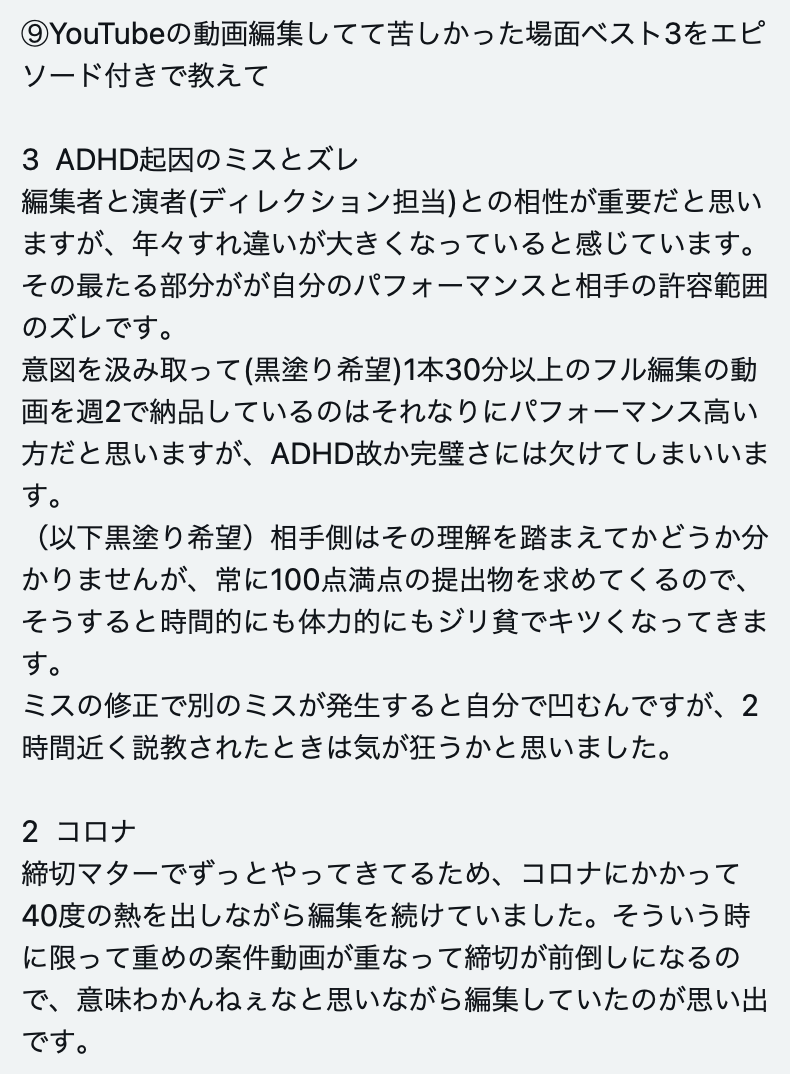 ⑨YouTubeの動画編集してて苦しかった場面ベスト3をエピ
ソード付きで教えて
3 ADHD起因のミスとズレ
編集者と演者(ディレクション担当)との相性が重要だと思い
ますが、年々すれ違いが大きくなっていると感じています。
その最たる部分がが自分のパフォーマンスと相手の許容範囲
のズレです。
意図を汲み取って(黒塗り希望)1本30分以上のフル編集の動
画を週2で納品しているのはそれなりにパフォーマンス高い
方だと思いますが、ADHD故か完璧さには欠けてしまいいま
す。
（以下黒塗り希望）相手側はその理解を踏まえてかどうか分
かりませんが、常に100点満点の提出物を求めてくるので、
そうすると時間的にも体力的にもジリ貧でキツくなってきま
す。
ミスの修正で別のミスが発生すると自分で凹むんですが、2
時間近く説教されたときは気が狂うかと思いました。
2 コロナ
締切マターでずっとやってきてるため、コロナにかかって
40度の熱を出しながら編集を続けていました。そういう時
に限って重めの案件動画が重なって締切が前倒しになるの
で、意味わかんねぇなと思いながら編集していたのが思い出
です。